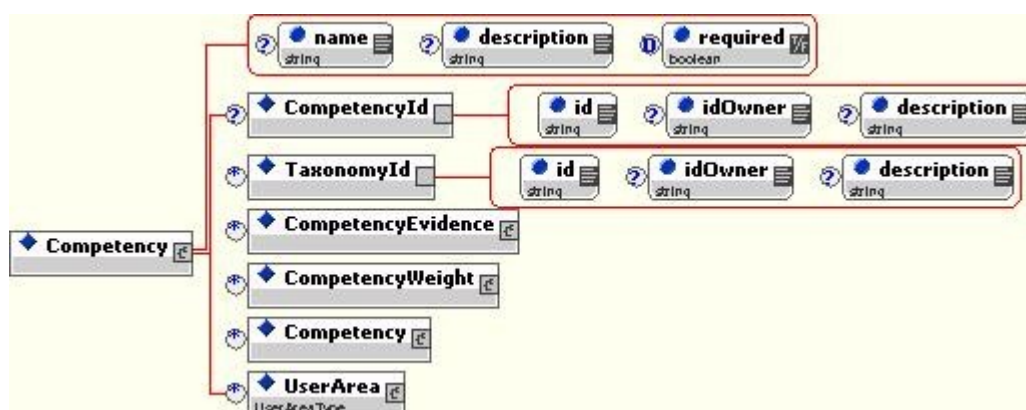 ? name string ? description string D required T/F boolean
? CompetencyId id string ? idOwner string ? description string
* TaxonomyId id string ? idOwner string ? description string
* CompetencyEvidence
Competency
* CompetencyWeight
* Competency
* UserArea
UserAreaType